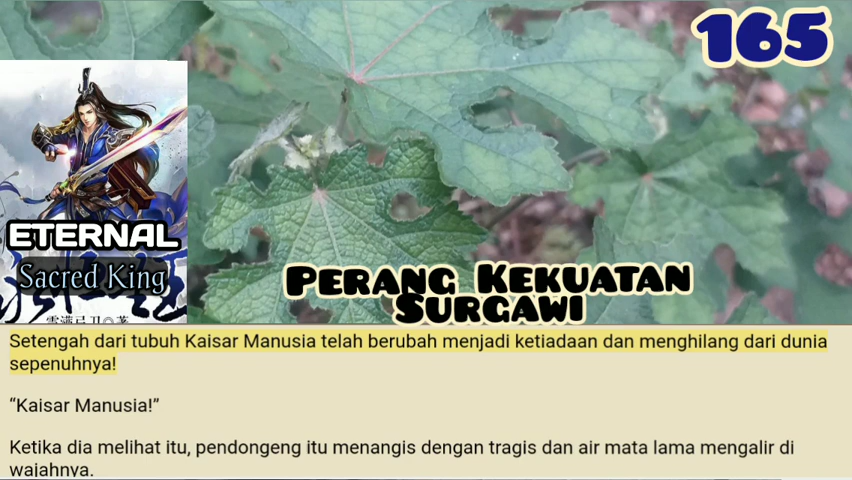 165
ETERNAL
Sacred King
Perang Kekuatan
Surgawi
Setengah dari tubuh Kaisar Manusia telah berubah menjadi ketiadaan dan menghilang dari dunia
sepenuhnya!
“Kaisar Manusia!”
Ketika dia melihat itu, pendongeng itu menangis dengan tragis dan air mata lama mengalir di
wajahnya.